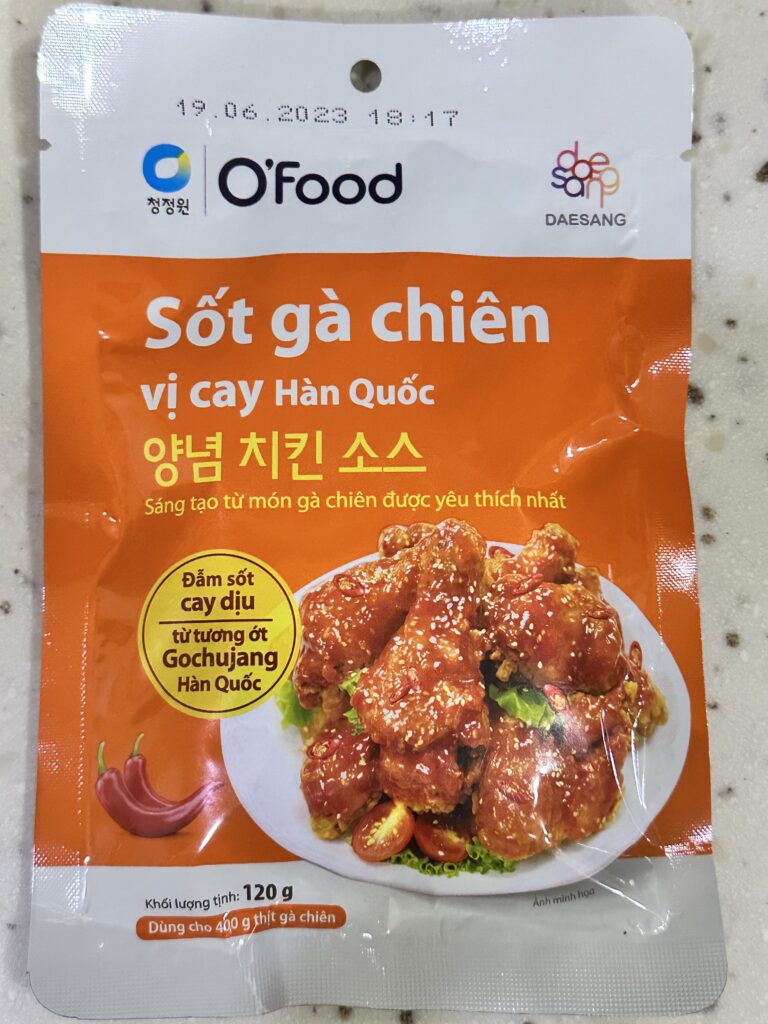 19.06.2023 18:17
청정원
O'Food
daesang
DAESANG
Sốt gà chiên
vị cay Hàn Quốc
양념 치킨 소스
Sáng tạo từ món gà chiên được yêu thích nhất
Đẫm sốt
cay dịu
từ tương ớt
Gochujang
Hàn Quốc
Khối lượng tịnh: 120 g
Dùng cho 400 g thịt gà chiên
Ảnh minh họa